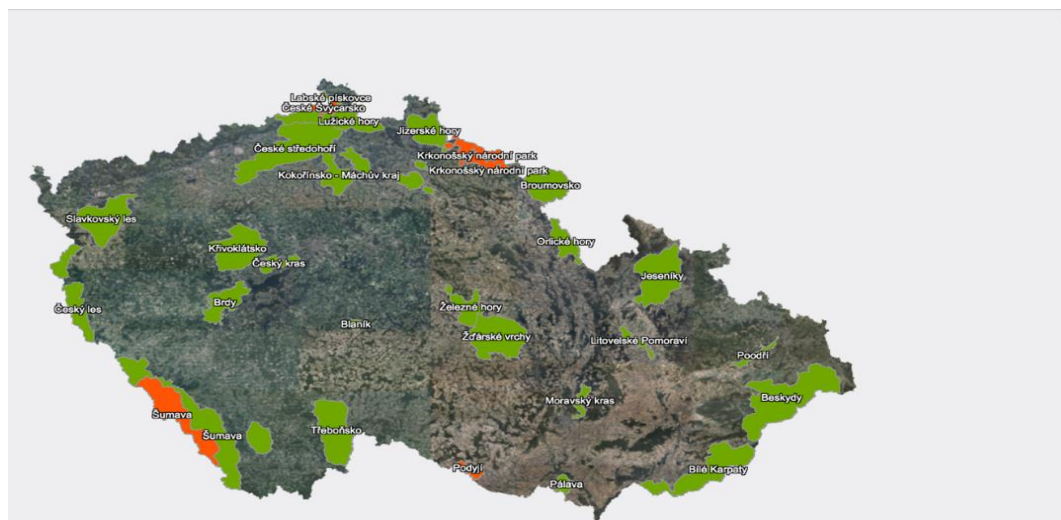 Labské pískovce
České Švýcarsko
Lužické hory
Jizerské hory
České středohoří
Krkonošský národní park
Krkonošský národní park
Kokořínsko - Máchův kraj
Broumovsko
Slavkovský les
Křivoklátsko
Český kras
Orlické hory
Jeseníky
Český les
Brdy
Železné hory
Blaník
Žďárské vrchy
Litovelské Pomoraví
Poodří
Beskydy
Moravský kras
Šumava
Šumava
Třeboňsko
Podyjí
Bílé Karpaty
Pálava